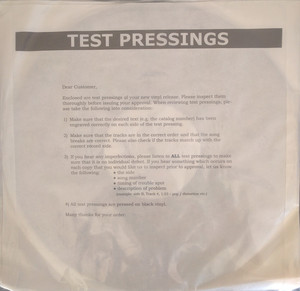 TEST PRESSINGS
Dear Customer,
Enclosed are test pressings of your new vinyl release. Please inspect them
thoroughly before sending your approval. When reviewing test pressings, please
take the following into consideration:
1) Make sure that the desired text (e.g. the catalog number) has been
engraved correctly on each side of the test pressing.
2) Make sure that the tracks are in the correct order and that the song
breaks are correct. Please also check if the tracks match up with the
correct record side.
3) If you hear any imperfections, please listen to ALL test pressings to make
sure that it is no individual defect. If you hear something which occurs on
each copy that you would like us to inspect prior to approval, let us know
the following:
• the side
• song number
• timing of trouble spot
• description of problem
4) All test pressings are pressed on black vinyl.
Many thanks for your order.